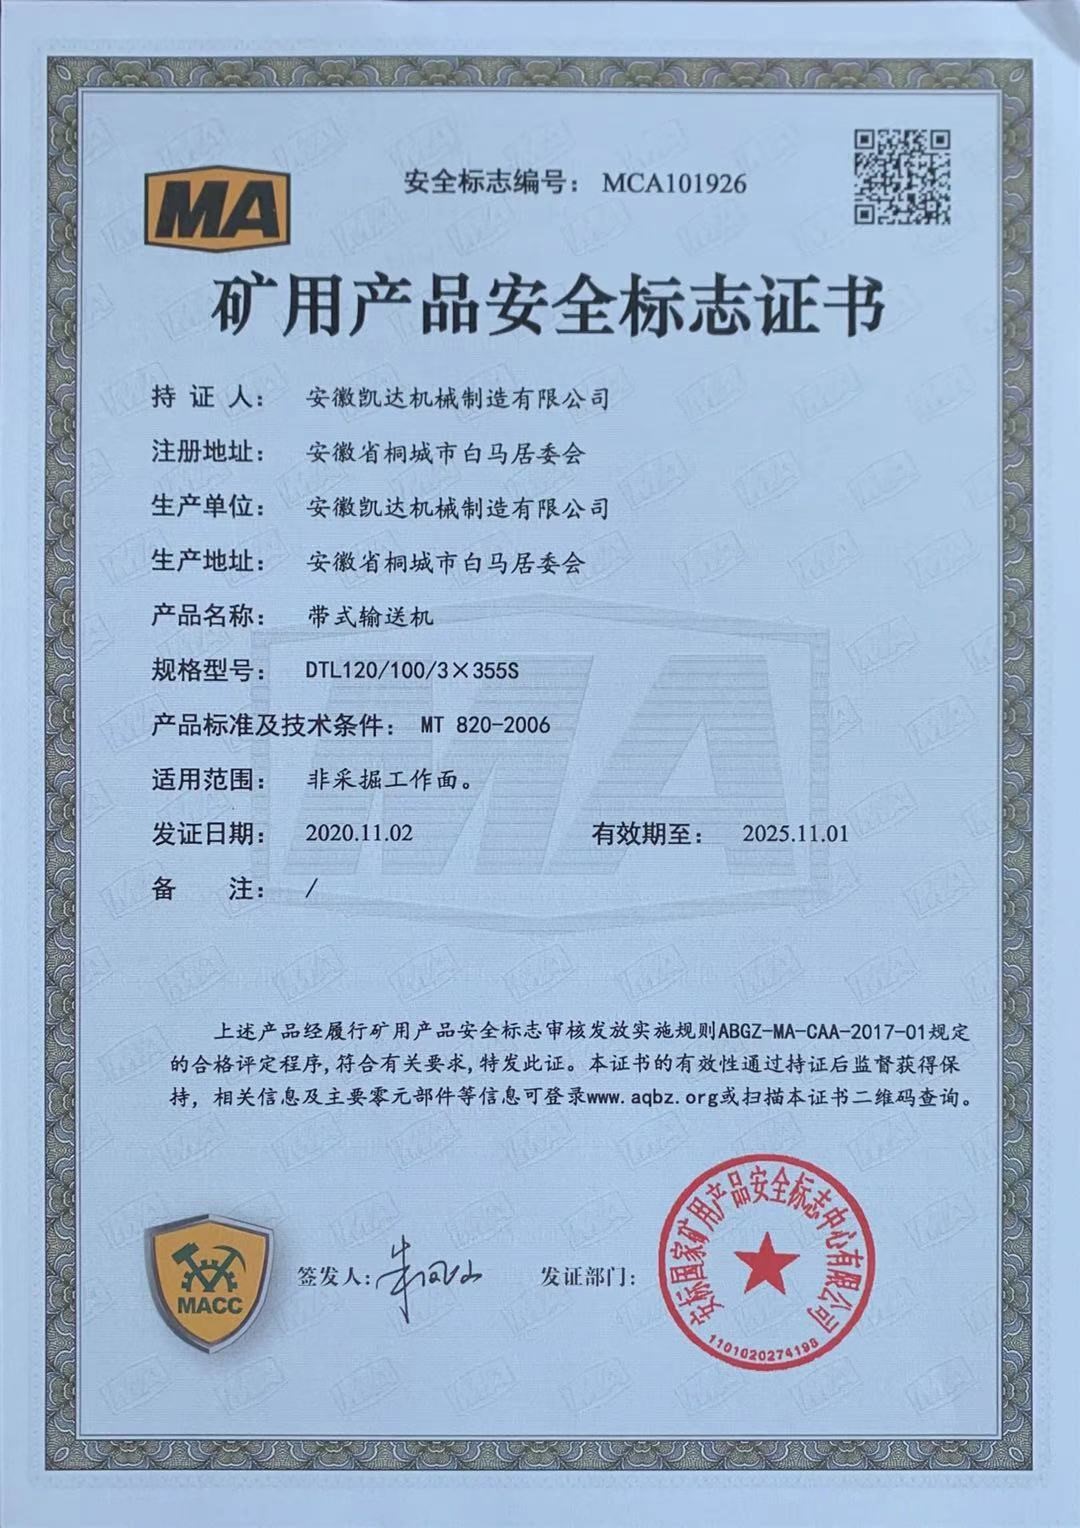 MA
安全标志编号： MCA101926
矿用产品安全标志证书
持 证 人： 安徽凯达机械制造有限公司
注册地址： 安徽省桐城市白马居委会
生产单位： 安徽凯达机械制造有限公司
生产地址： 安徽省桐城市白马居委会
产品名称： 带式输送机
规格型号： DTL120/100/3×355S
产品标准及技术条件： MT 820-2006
适用范围： 非采掘工作面。
发证日期： 2020.11.02 有效期至： 2025.11.01
备 注： /
上述产品经履行矿用产品安全标志审核发放实施规则ABGZ-MA-CAA-2017-01规定
的合格评定程序,符合有关要求,特发此证。本证书的有效性通过持证后监督获得保
持，相关信息及主要零元部件等信息可登录www.aqbz.org或扫描本证书二维码查询。
MACC
签发人： 发证部门：
安标国家矿用产品安全标志中心有限公司
1101020274198